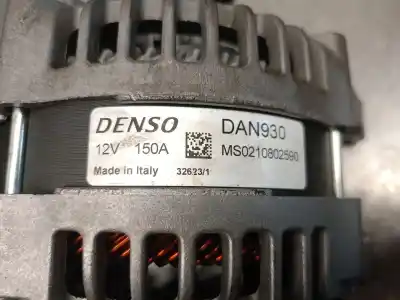 DENSO DAN930
12V 150A MS0210802590
Made in Italy 32623/1